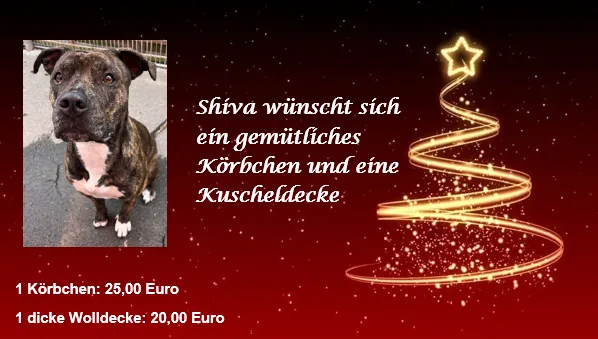 Shiva wünscht sich
ein gemütliches
Körbchen und eine
Kuscheldecke
1 Körbchen: 25,00 Euro
1 dicke Wolldecke: 20,00 Euro